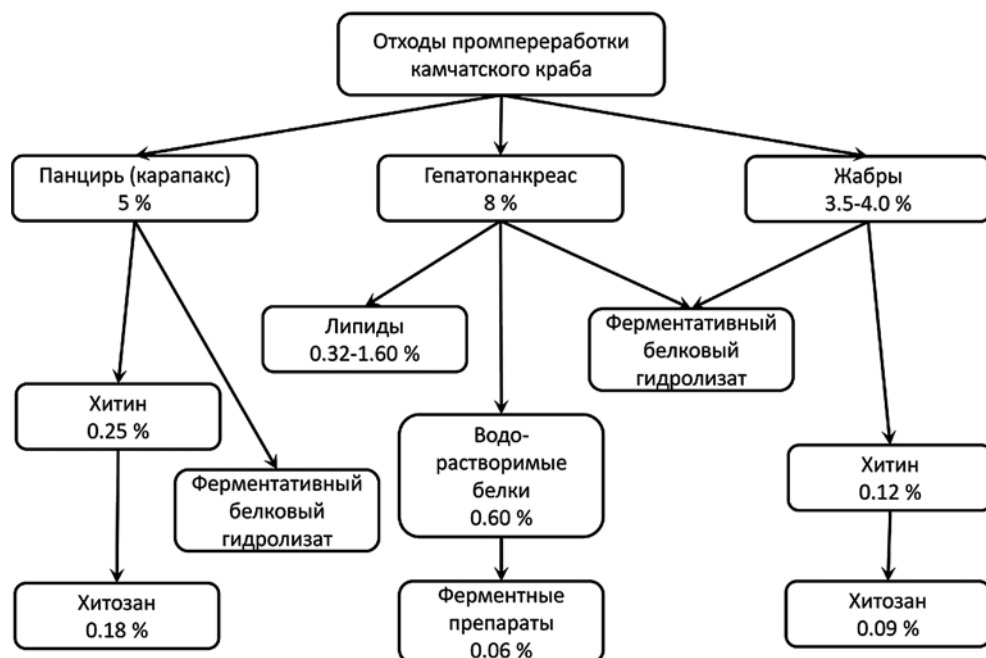 Отходы промпереработки
камчатского краба
Панцирь (карапакс)
5 %
Гепатопанкреас
8 %
Жабры
3.5-4.0 %
Липиды
0.32-1.60 %
Ферментативный
белковый
гидролизат
Хитин
0.25 %
Ферментативный
белковый
гидролизат
Водо-
растворимые
белки
0.60 %
Хитин
0.12 %
Хитозан
0.18 %
Ферментные
препараты
0.06 %
Хитозан
0.09 %